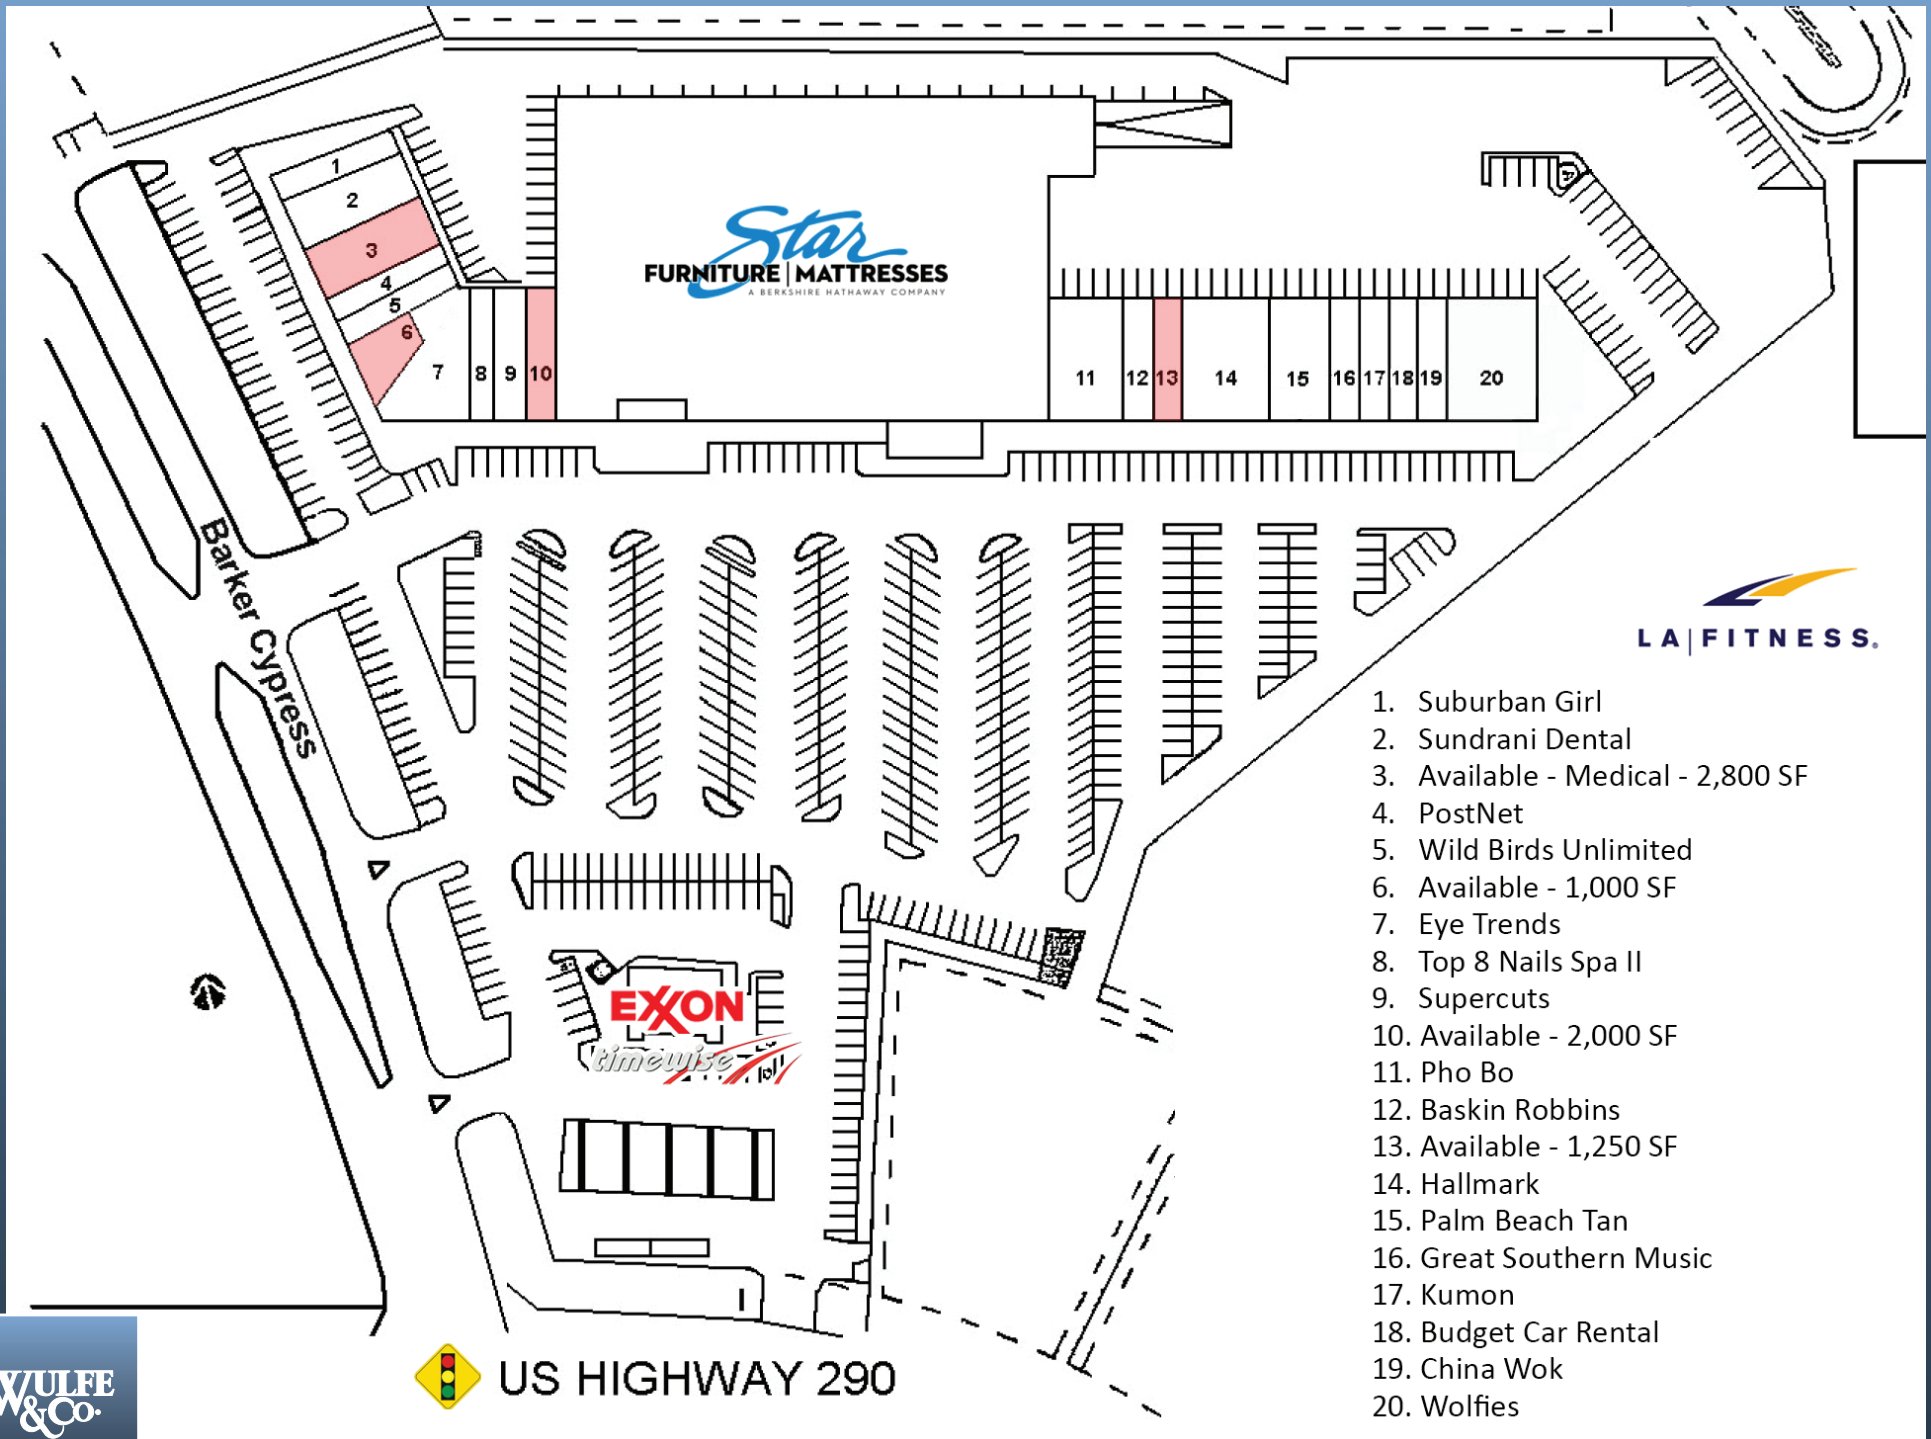 1
2
3
4
5
6
7
8
9
10
Star
FURNITURE | MATTRESSES
A BERKSHIRE HATHAWAY COMPANY
11
12
13
14
15
16
17
18
19
20
Barker Cypress
LA|FITNESS®
1. Suburban Girl
2. Sundrani Dental
3. Available - Medical - 2,800 SF
4. PostNet
5. Wild Birds Unlimited
6. Available - 1,000 SF
7. Eye Trends
8. Top 8 Nails Spa II
9. Supercuts
10. Available - 2,000 SF
11. Pho Bo
12. Baskin Robbins
13. Available - 1,250 SF
14. Hallmark
15. Palm Beach Tan
16. Great Southern Music
17. Kumon
18. Budget Car Rental
19. China Wok
20. Wolfies
EXXON
timewise
US HIGHWAY 290
WULFE
&CO.